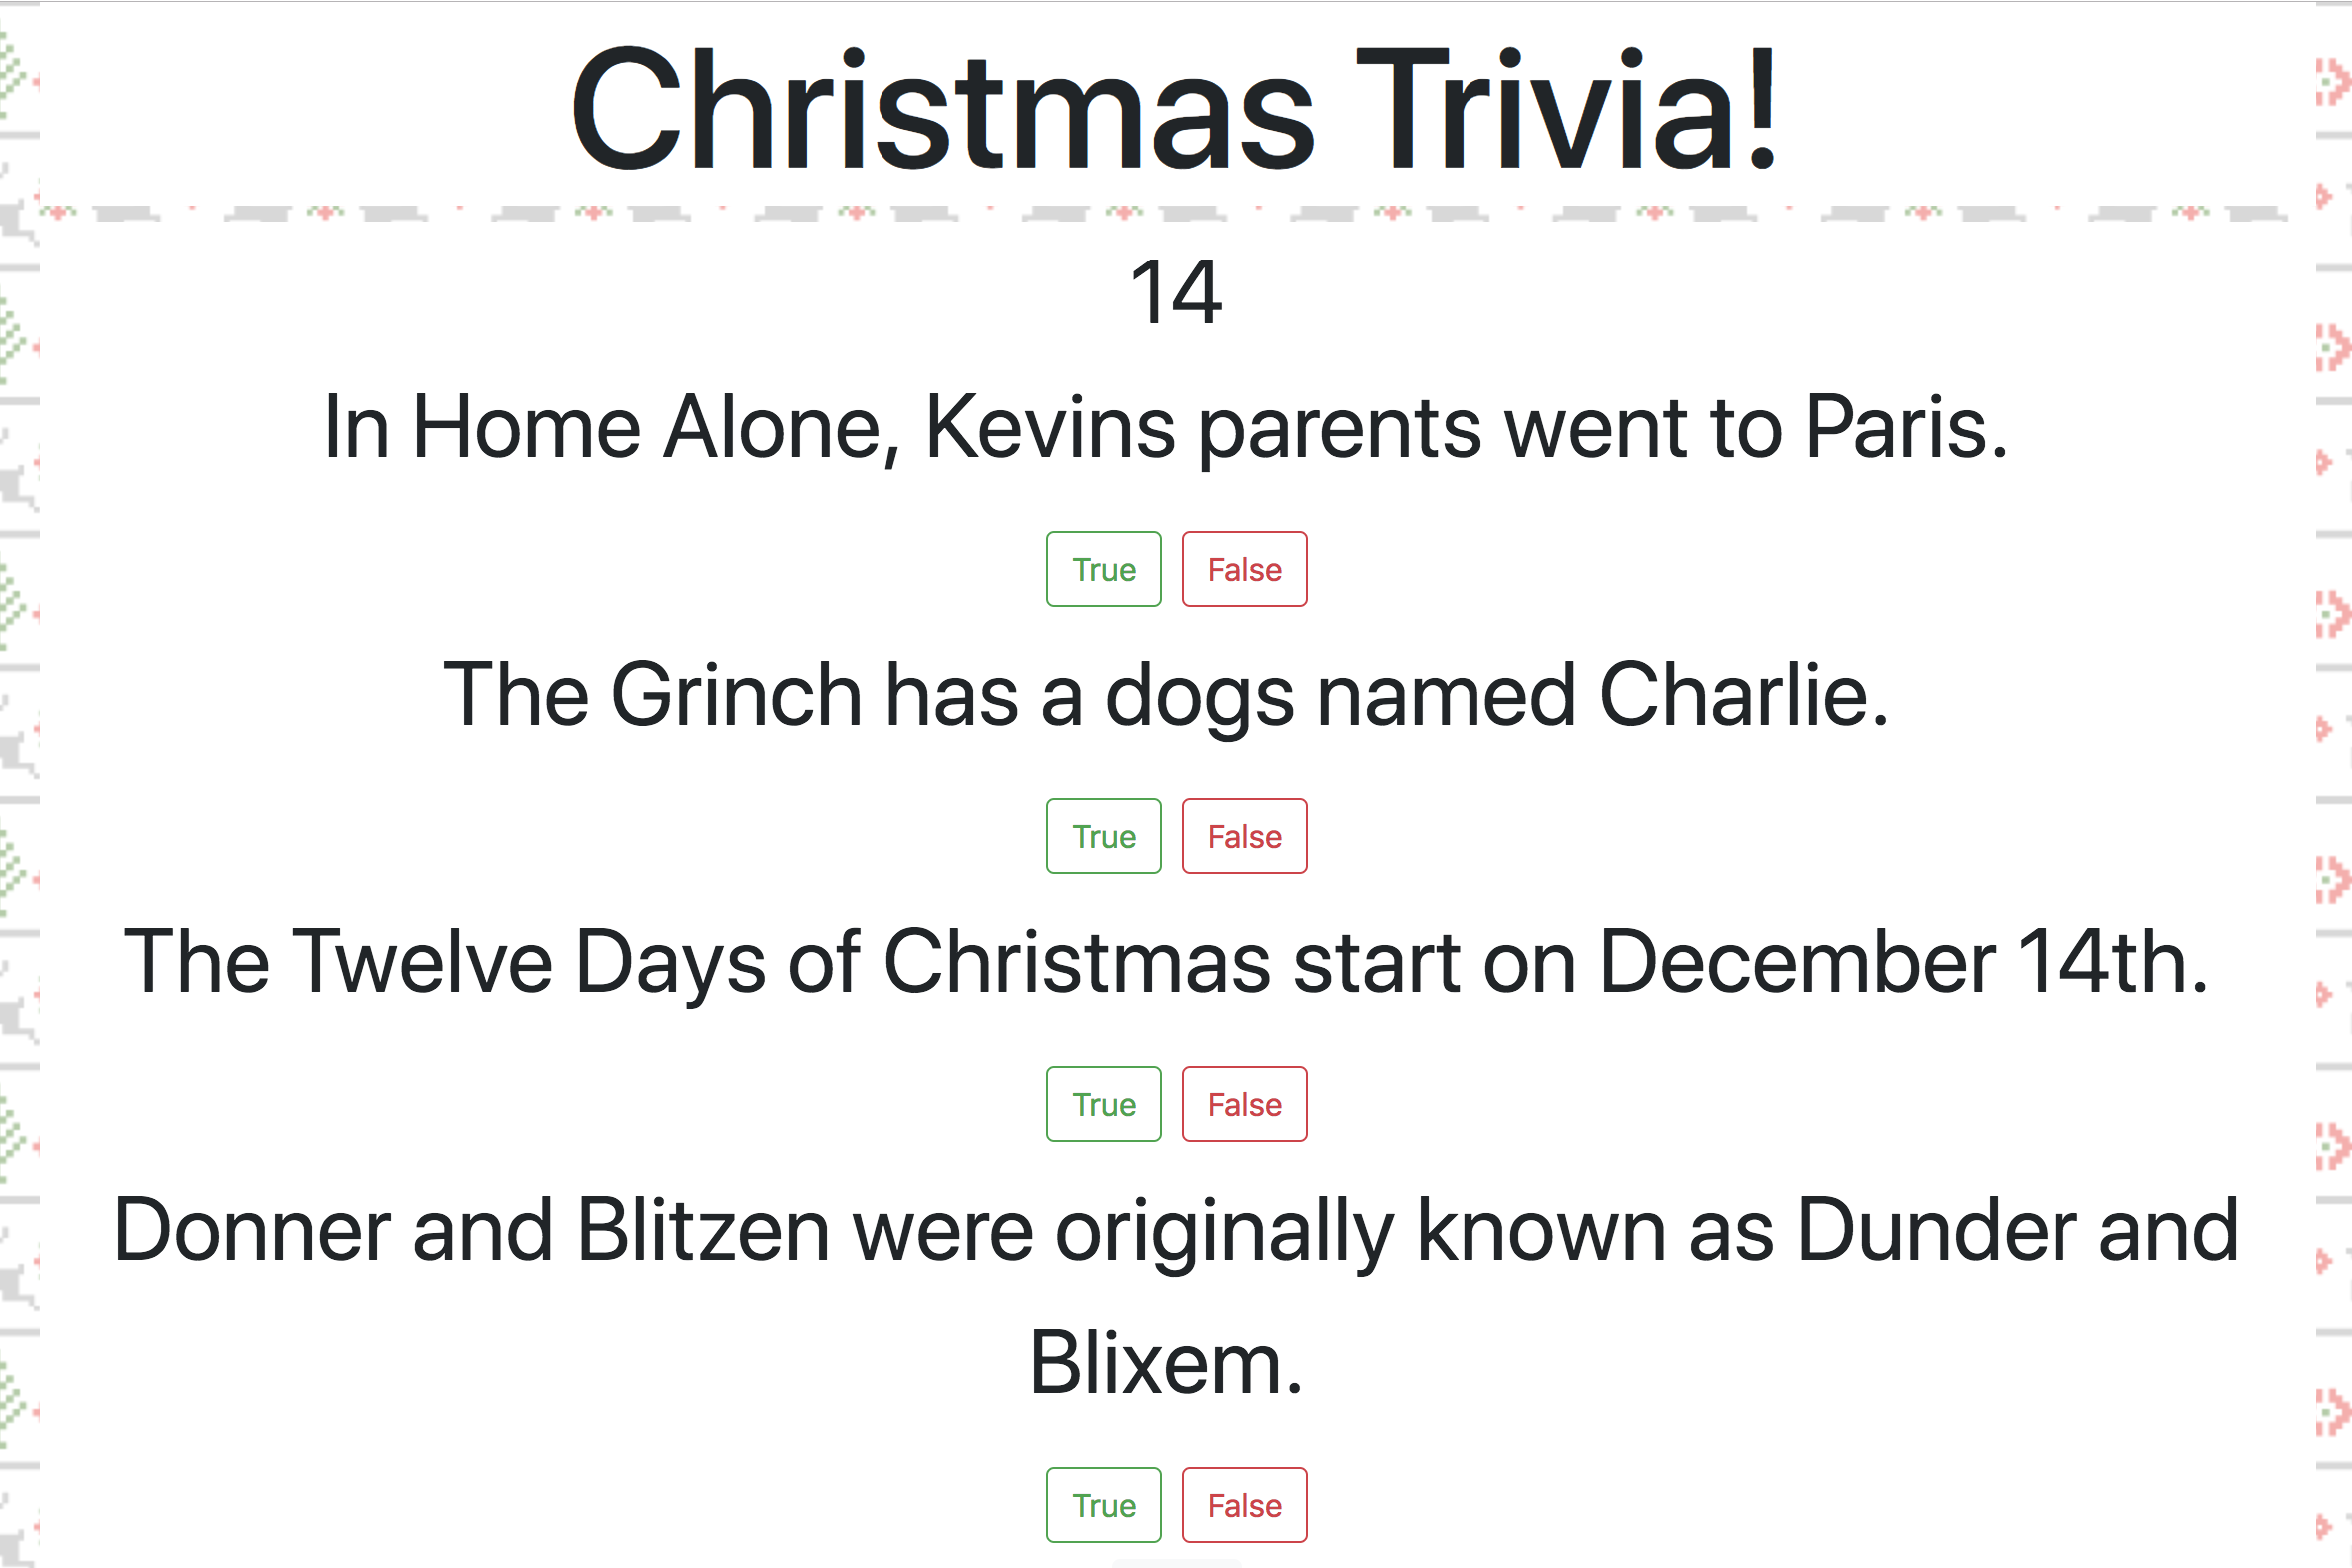 Christmas Trivia!
14
In Home Alone, Kevins parents went to Paris.
True False
The Grinch has a dogs named Charlie.
True False
The Twelve Days of Christmas start on December 14th.
True False
Donner and Blitzen were originally known as Dunder and
Blixem.
True False